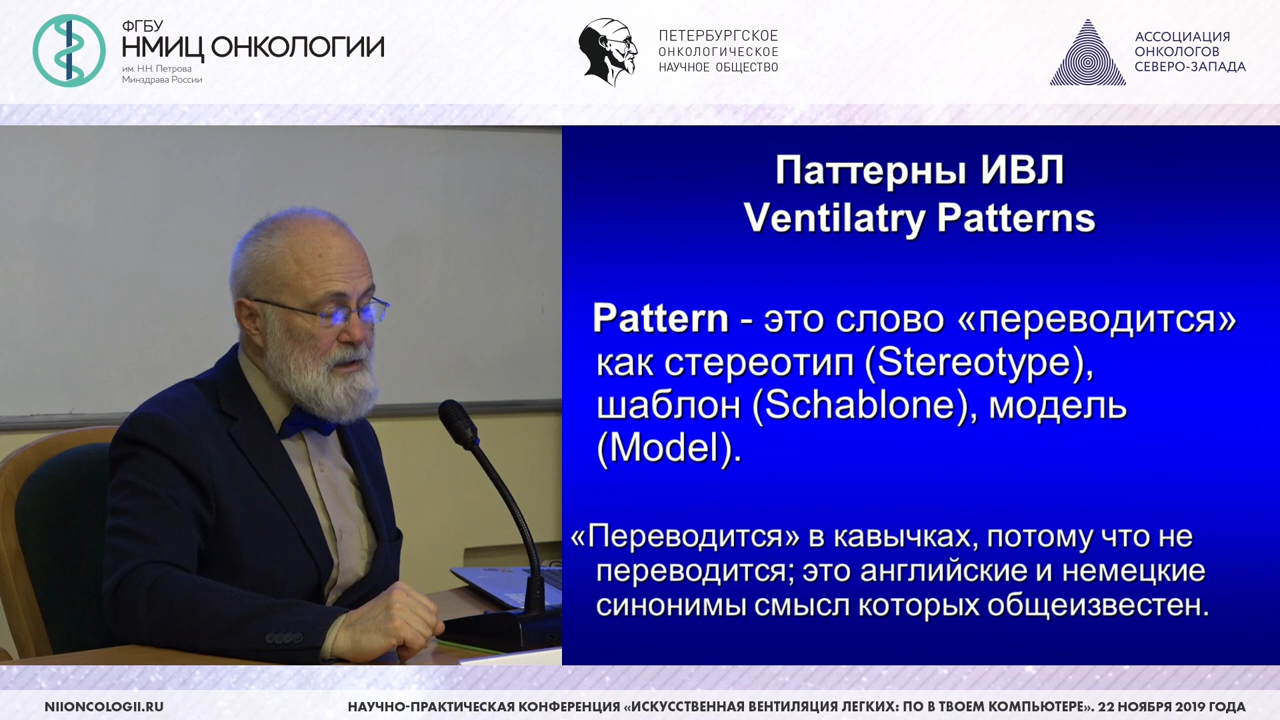 ФГБУ
НМИЦ ОНКОЛОГИИ
им. Н.Н. Петрова
Минздрава России
ПЕТЕРБУРГСКОЕ
ОНКОЛОГИЧЕСКОЕ
НАУЧНОЕ ОБЩЕСТВО
АССОЦИАЦИЯ
ОНКОЛОГОВ
СЕВЕРО-ЗАПАДА
Паттерны ИВЛ
Ventilatry Patterns
Pattern - это слово «переводится»
как стереотип (Stereotype),
шаблон (Schablone), модель
(Model).
«Переводится» в кавычках, потому что не
переводится; это английские и немецкие
синонимы смысл которых общеизвестен.
NIIONCOLOGII.RU
НАУЧНО-ПРАКТИЧЕСКАЯ КОНФЕРЕНЦИЯ «ИСКУССТВЕННАЯ ВЕНТИЛЯЦИЯ ЛЕГКИХ: ПО В ТВОЕМ КОМПЬЮТЕРЕ». 22 НОЯБРЯ 2019 ГОДА